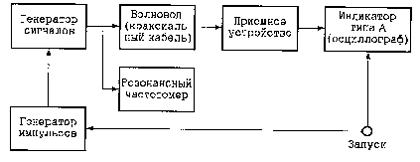 Генератор
сигналов
Волновод
(коаксиаль-
ный кабель)
Приемное
устройство
Индикатор
типа А
(осциллограф)
Резонансный
частотомер
Генератор
импульсов
Запуск